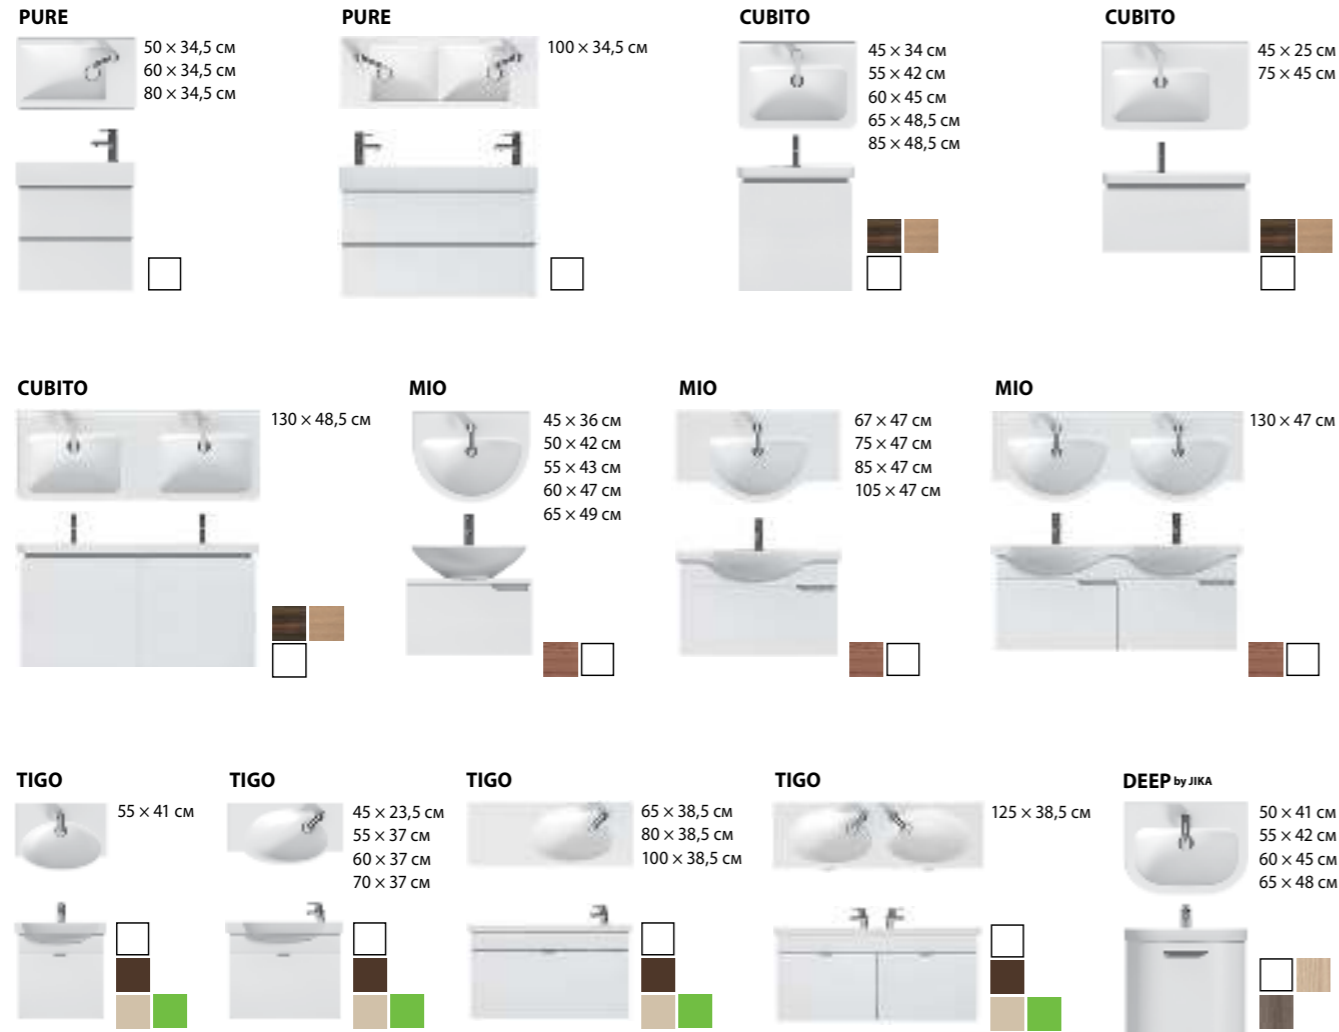 PURE
50 × 34,5 см
60 × 34,5 см
80 × 34,5 см
PURE
100 × 34,5 см
CUBITO
45 × 34 см
55 × 42 см
60 × 45 см
65 × 48,5 см
85 × 48,5 см
CUBITO
45 × 25 см
75 × 45 см
CUBITO
130 × 48,5 см
MIO
45 × 36 см
50 × 42 см
55 × 43 см
60 × 47 см
65 × 49 см
MIO
67 × 47 см
75 × 47 см
85 × 47 см
105 × 47 см
MIO
130 × 47 см
TIGO
55 × 41 см
TIGO
45 × 23,5 см
55 × 37 см
60 × 37 см
70 × 37 см
TIGO
65 × 38,5 см
80 × 38,5 см
100 × 38,5 см
TIGO
125 × 38,5 см
DEEP by JIKA
50 × 41 см
55 × 42 см
60 × 45 см
65 × 48 см